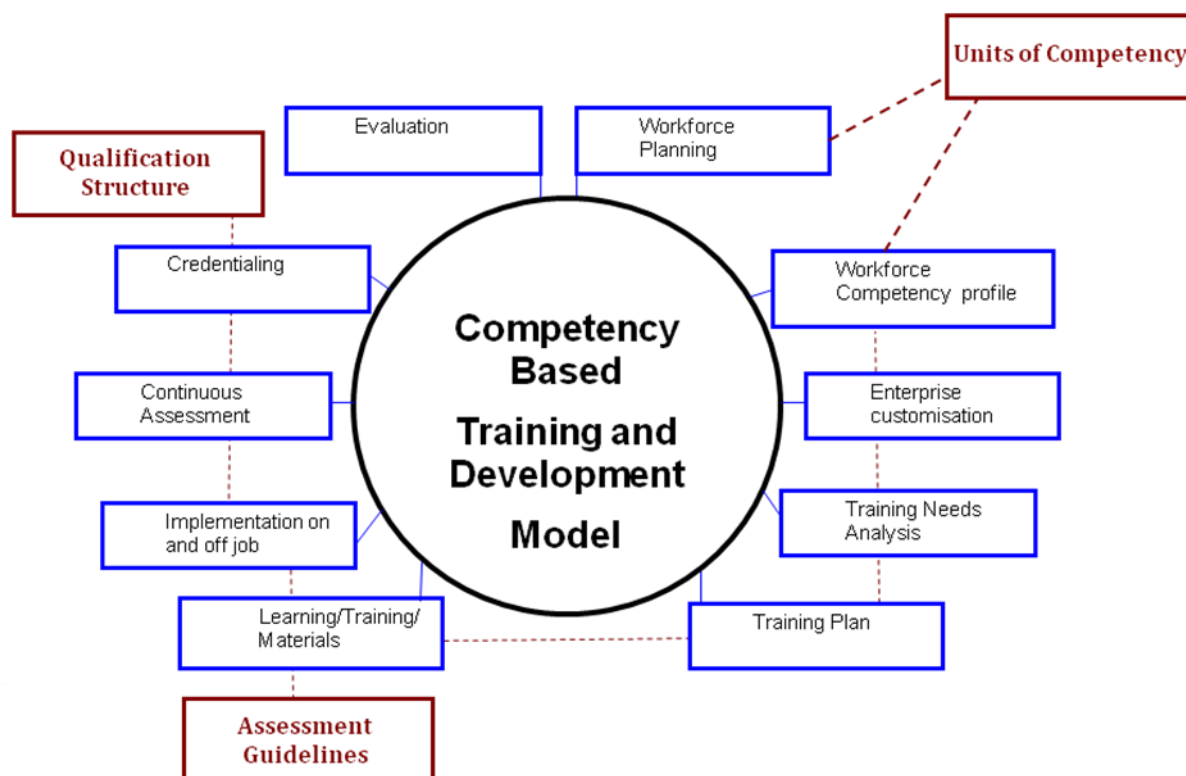 Units of Competency
Evaluation
Workforce
Planning
Qualification
Structure
Credentialing
Workforce
Competency profile
Competency
Based
Training and
Development
Model
Continuous
Assessment
Enterprise
customisation
Implementation on
and off job
Training Needs
Analysis
Learning/Training/
Materials
Training Plan
Assessment
Guidelines